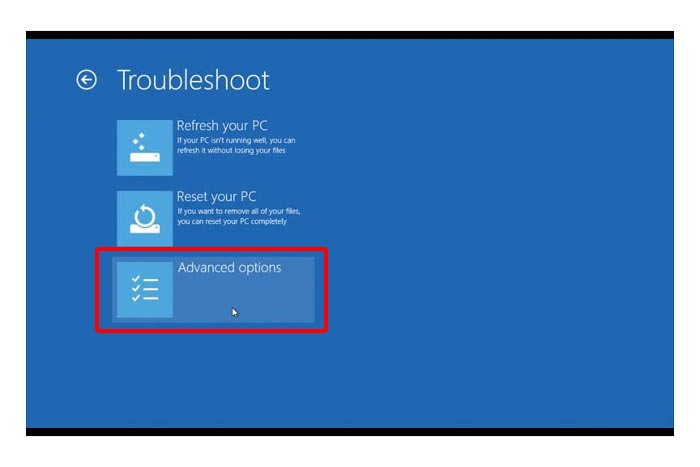 Troubleshoot
Refresh your PC
If your PC isn't running well, you can
refresh it without losing your files
Reset your PC
If you want to remove all of your files,
you can reset your PC completely
Advanced options